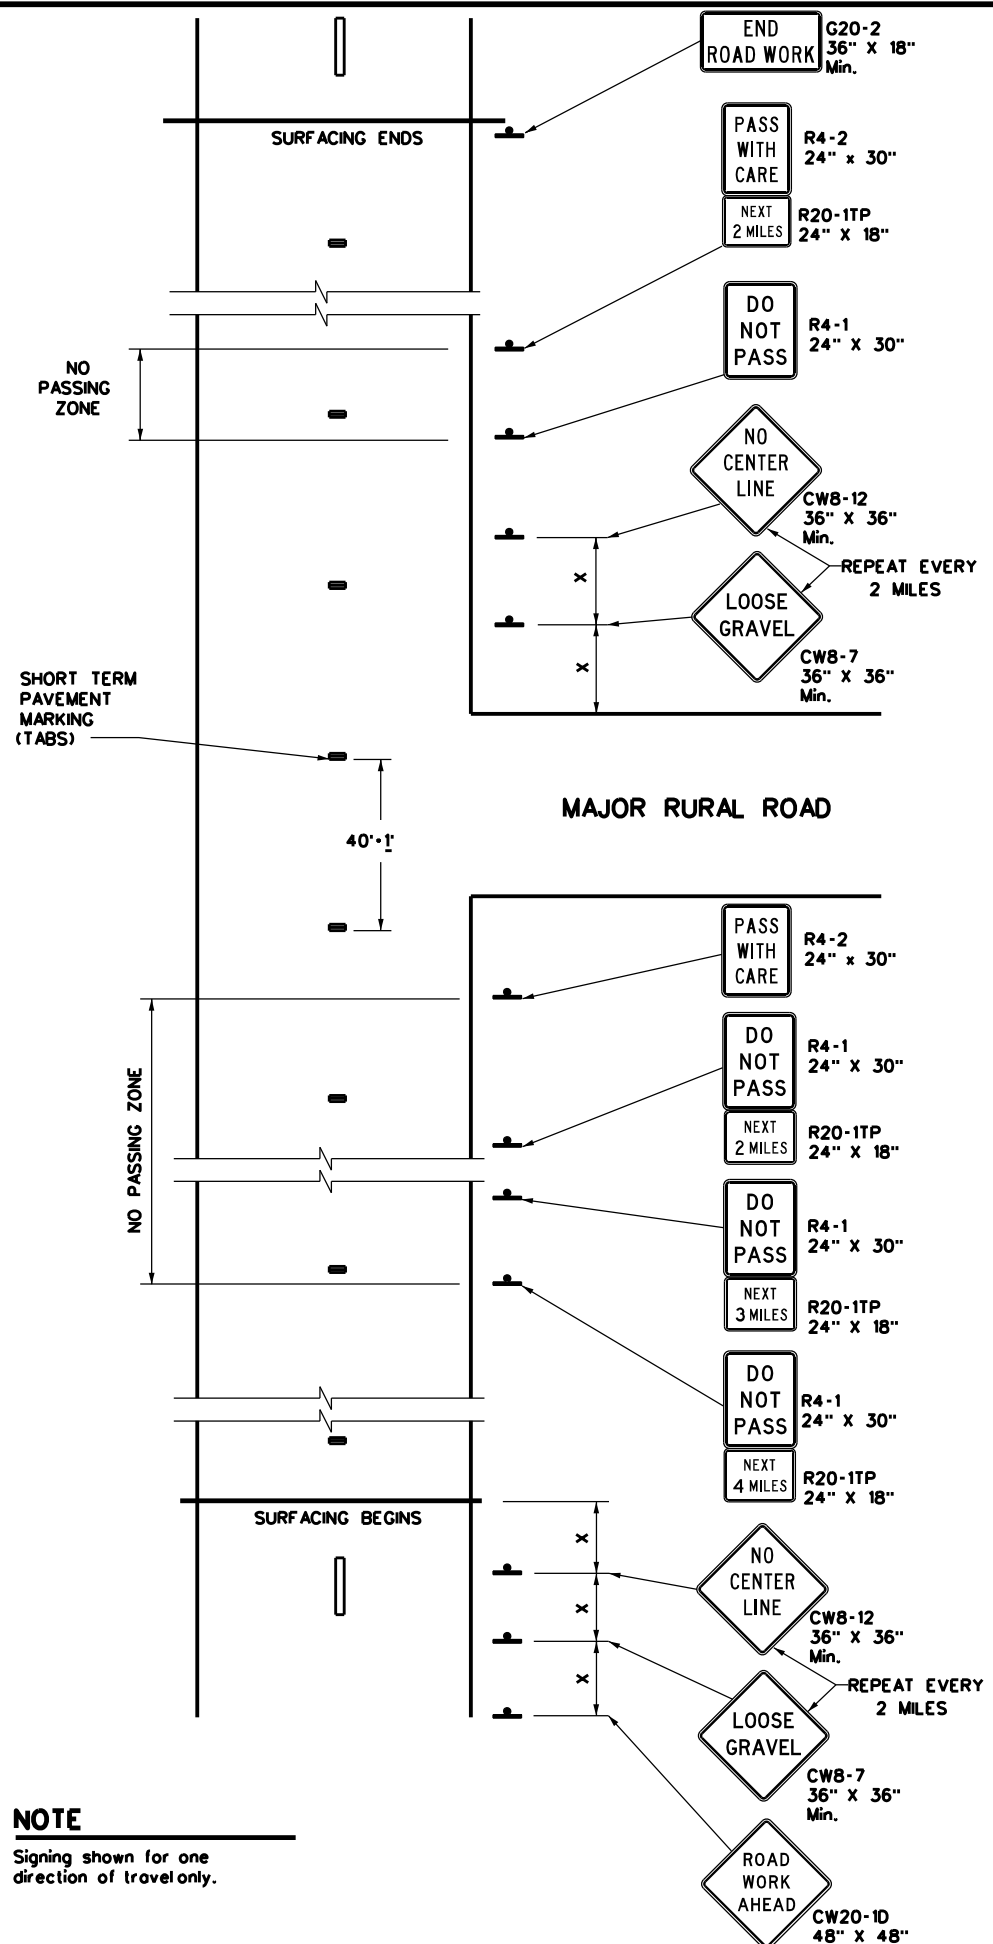 END
ROAD WORK
G20-2
36" X 18"
Min.
SURFACING ENDS
PASS
WITH
CARE
R4-2
24" x 30"
NEXT
2 MILES
R20-1TP
24" X 18"
DO
NOT
PASS
R4-1
24" X 30"
NO
PASSING
ZONE
NO
CENTER
LINE
CW8-12
36" X 36"
Min.
REPEAT EVERY
2 MILES
X
LOOSE
GRAVEL
CW8-7
36" X 36"
Min.
X
SHORT TERM
PAVEMENT
MARKING
(TABS)
MAJOR RURAL ROAD
40'·1'
PASS
WITH
CARE
R4-2
24" x 30"
DO
NOT
PASS
R4-1
24" X 30"
NEXT
2 MILES
R20-1TP
24" X 18"
NO PASSING ZONE
DO
NOT
PASS
R4-1
24" X 30"
NEXT
3 MILES
R20-1TP
24" X 18"
DO
NOT
PASS
R4-1
24" X 30"
NEXT
4 MILES
R20-1TP
24" X 18"
SURFACING BEGINS
X
NO
CENTER
LINE
CW8-12
36" X 36"
Min.
X
REPEAT EVERY
2 MILES
X
LOOSE
GRAVEL
CW8-7
36" X 36"
Min.
NOTE
Signing shown for one
direction of travel only.
ROAD
WORK
AHEAD
CW20-1D
48" X 48"